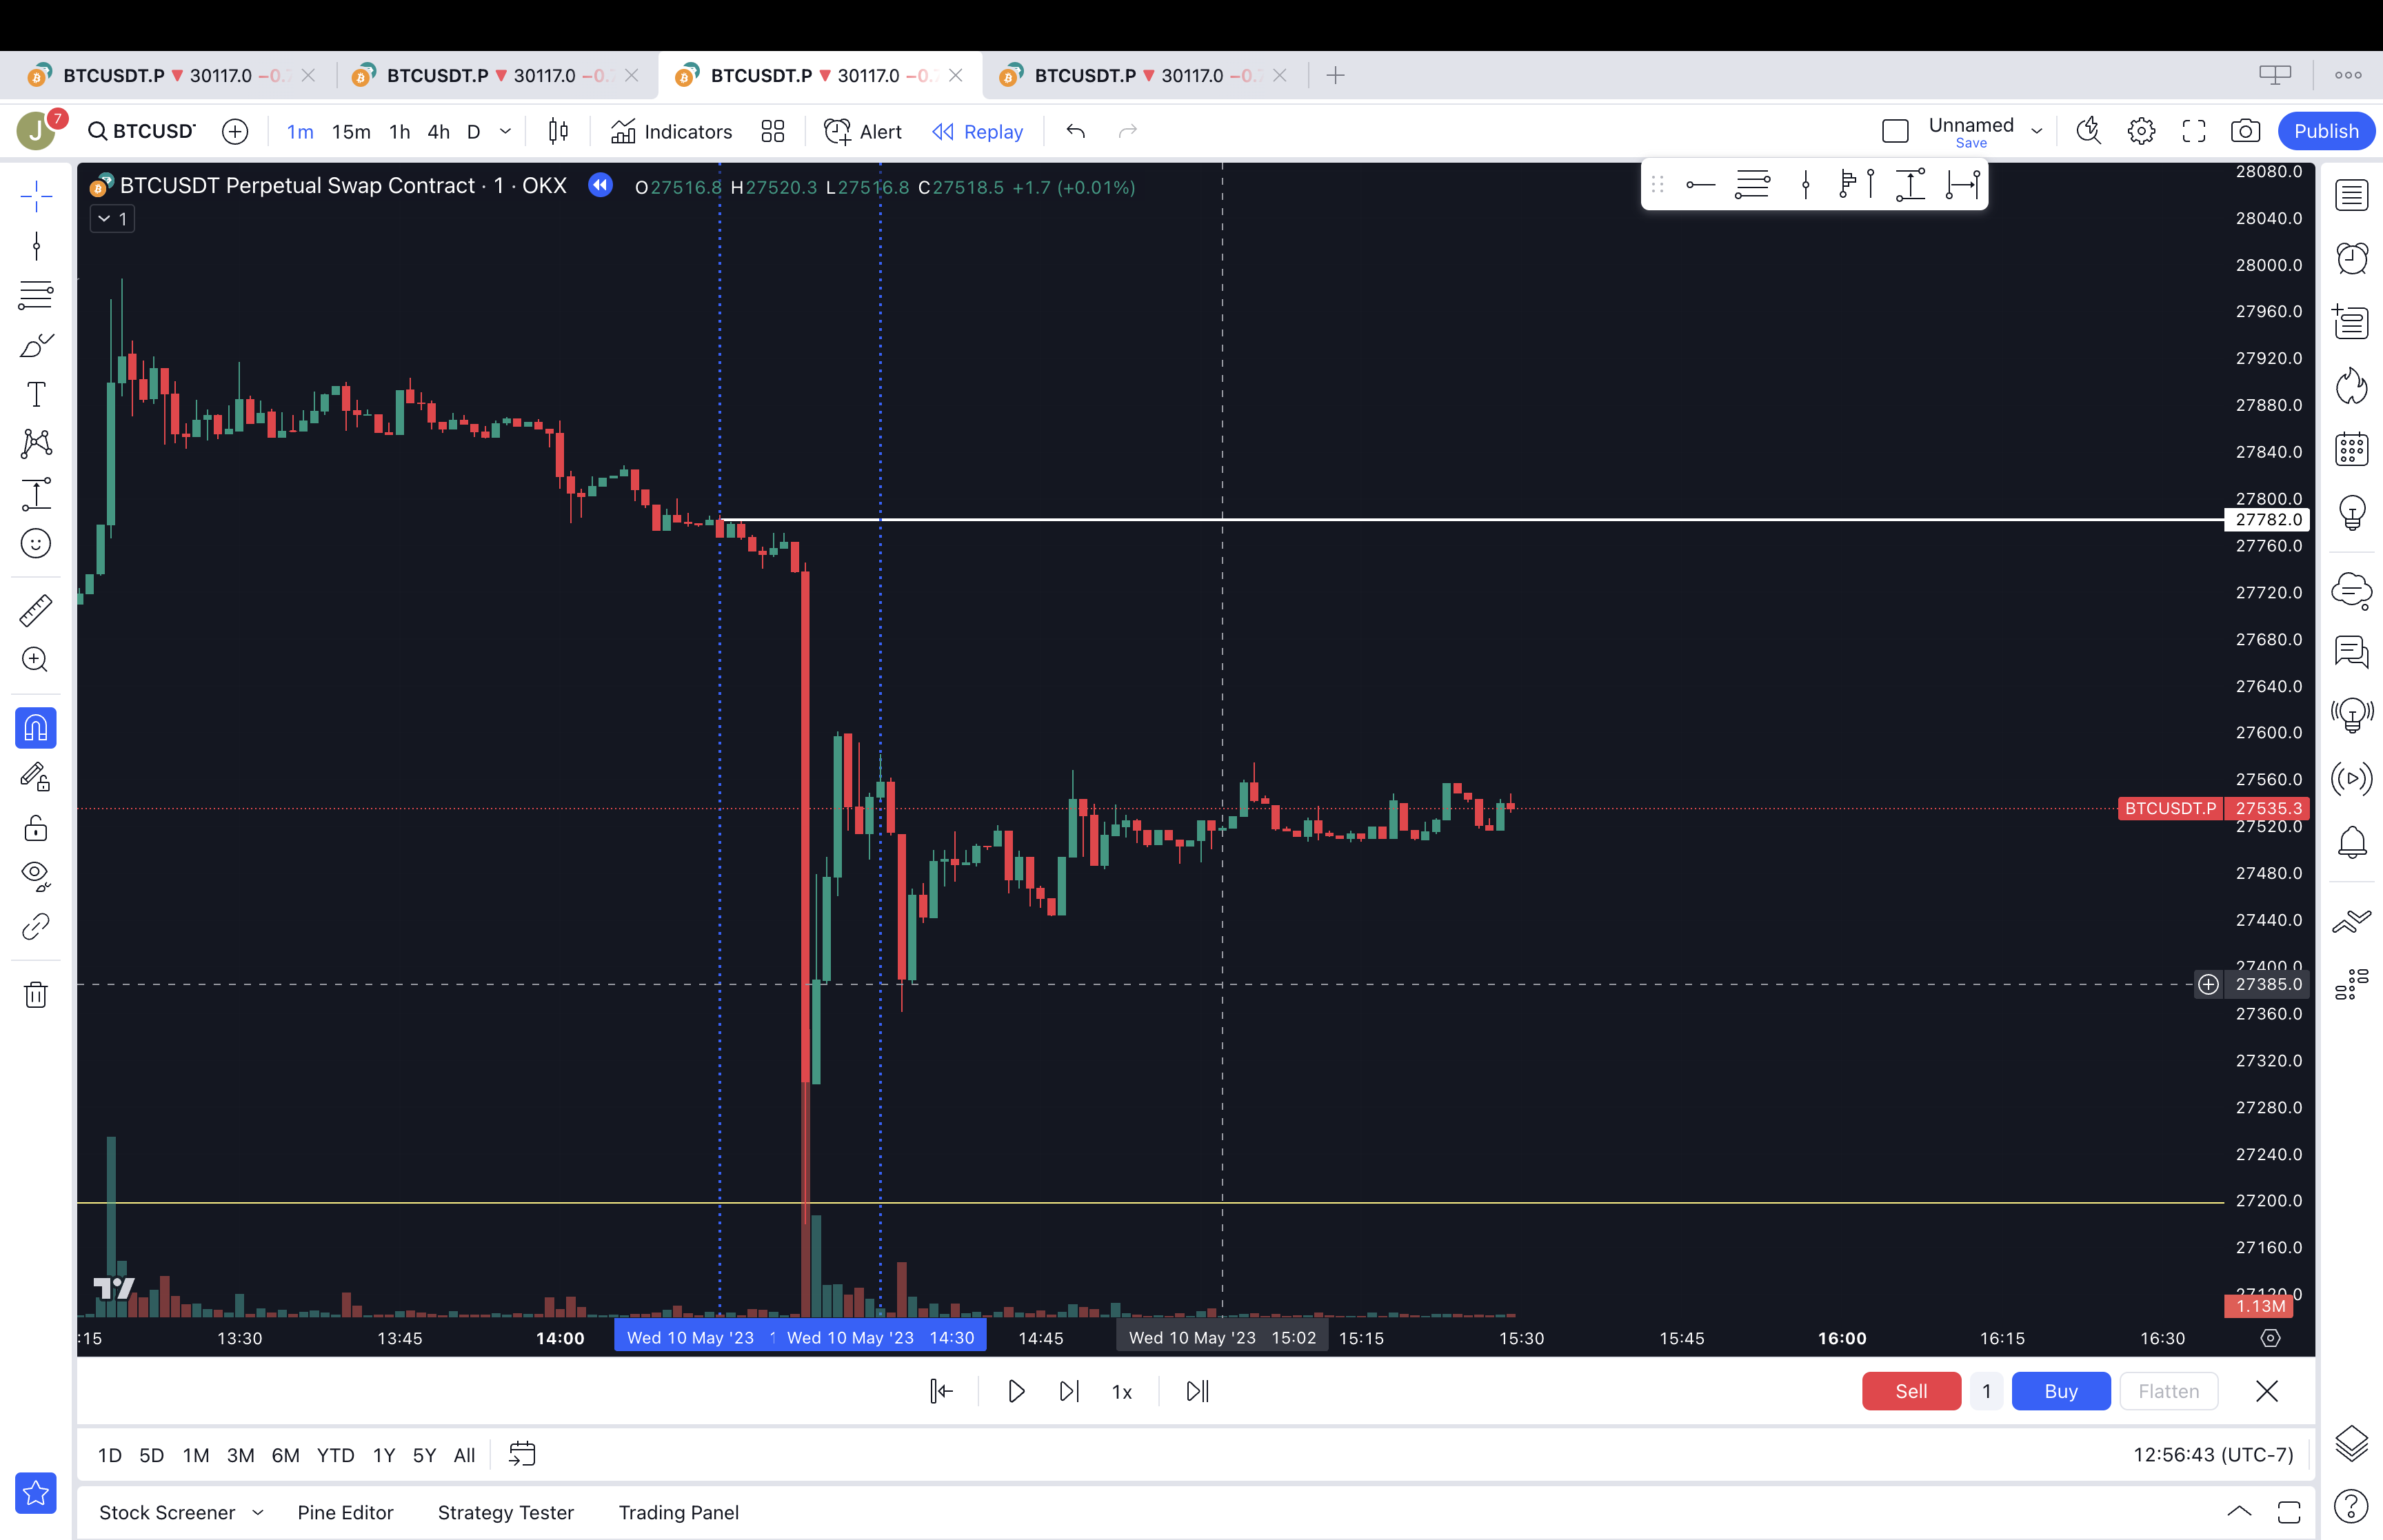 BTCUSDT.P ▼ 30117.0 −0.7
BTCUSDT.P ▼ 30117.0 −0.7
BTCUSDT.P ▼ 30117.0 −0.7
BTCUSDT.P ▼ 30117.0 −0.7
J 7
BTCUSD
1m 15m 1h 4h D
Indicators
Alert
Replay
Unnamed
Save
Publish
BTCUSDT Perpetual Swap Contract · 1 · OKX
O27516.8 H27520.3 L27516.8 C27518.5 +1.7 (+0.01%)
1
28080.0
28040.0
28000.0
27960.0
27920.0
27880.0
27840.0
27800.0
27782.0
27760.0
27720.0
27680.0
27640.0
27600.0
27560.0
BTCUSDT.P 27535.3
27520.0
27480.0
27440.0
27400.0
27385.0
27360.0
27320.0
27280.0
27240.0
27200.0
27160.0
27120.0
1.13M
:15 13:30 13:45 14:00 Wed 10 May '23 Wed 10 May '23 14:30 14:45 Wed 10 May '23 15:02 15:15 15:30 15:45 16:00 16:15 16:30
1x
Sell 1 Buy Flatten
1D 5D 1M 3M 6M YTD 1Y 5Y All
12:56:43 (UTC-7)
Stock Screener Pine Editor Strategy Tester Trading Panel